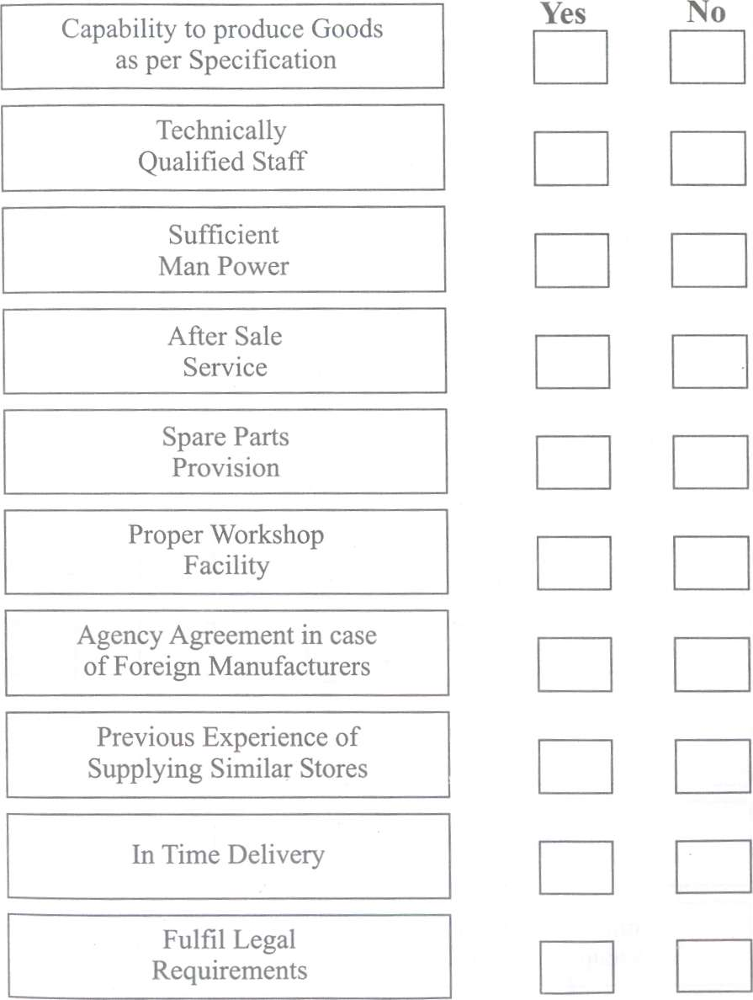 Yes No
Capability to produce Goods
as per Specification
Technically
Qualified Staff
Sufficient
Man Power
After Sale
Service
Spare Parts
Provision
Proper Workshop
Facility
Agency Agreement in case
of Foreign Manufacturers
Previous Experience of
Supplying Similar Stores
In Time Delivery
Fulfil Legal
Requirements